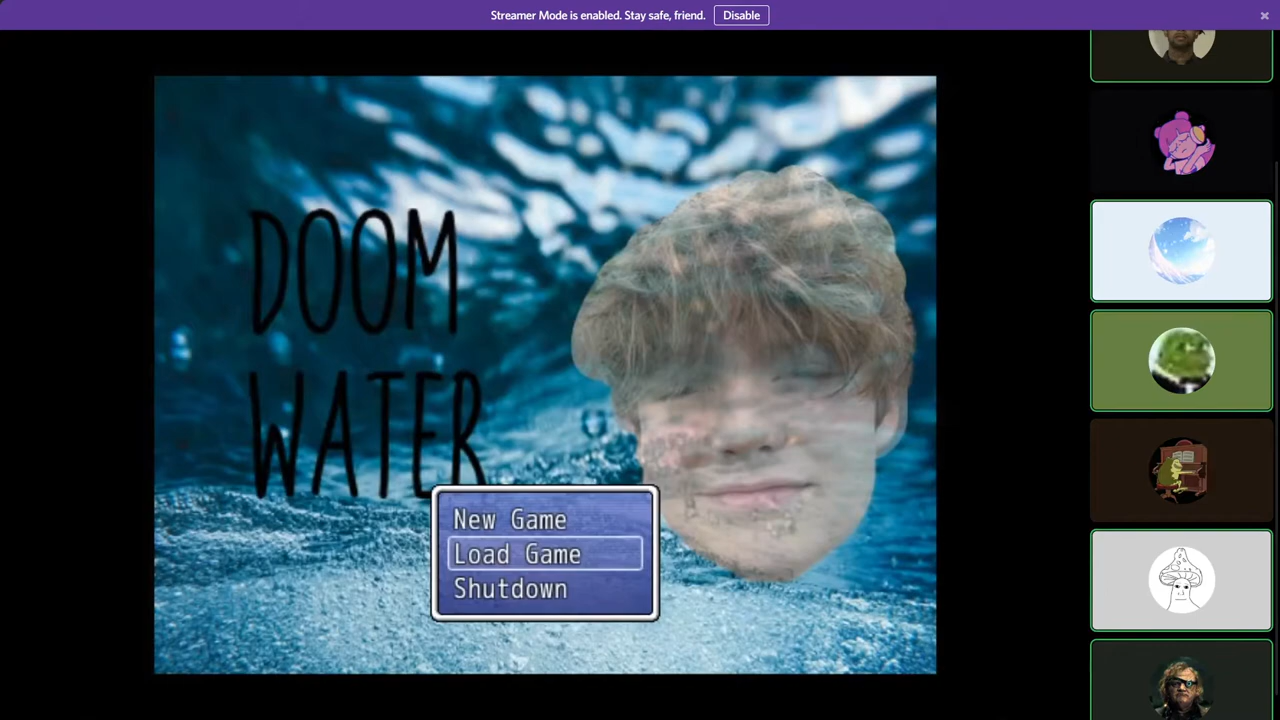 Streamer Mode is enabled. Stay safe, friend. Disable
DOOM
WATER
New Game
Load Game
Shutdown